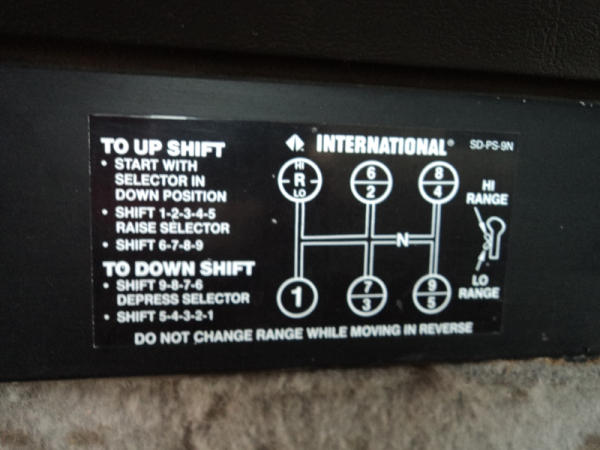 INTERNATIONAL® SD-PS-9N
TO UP SHIFT
• START WITH
SELECTOR IN
DOWN POSITION
• SHIFT 1-2-3-4-5
RAISE SELECTOR
• SHIFT 6-7-8-9
TO DOWN SHIFT
• SHIFT 9-8-7-6
DEPRESS SELECTOR
• SHIFT 5-4-3-2-1
HI
R
LO
6
2
8
4
N
1
7
3
9
5
HI
RANGE
LO
RANGE
DO NOT CHANGE RANGE WHILE MOVING IN REVERSE